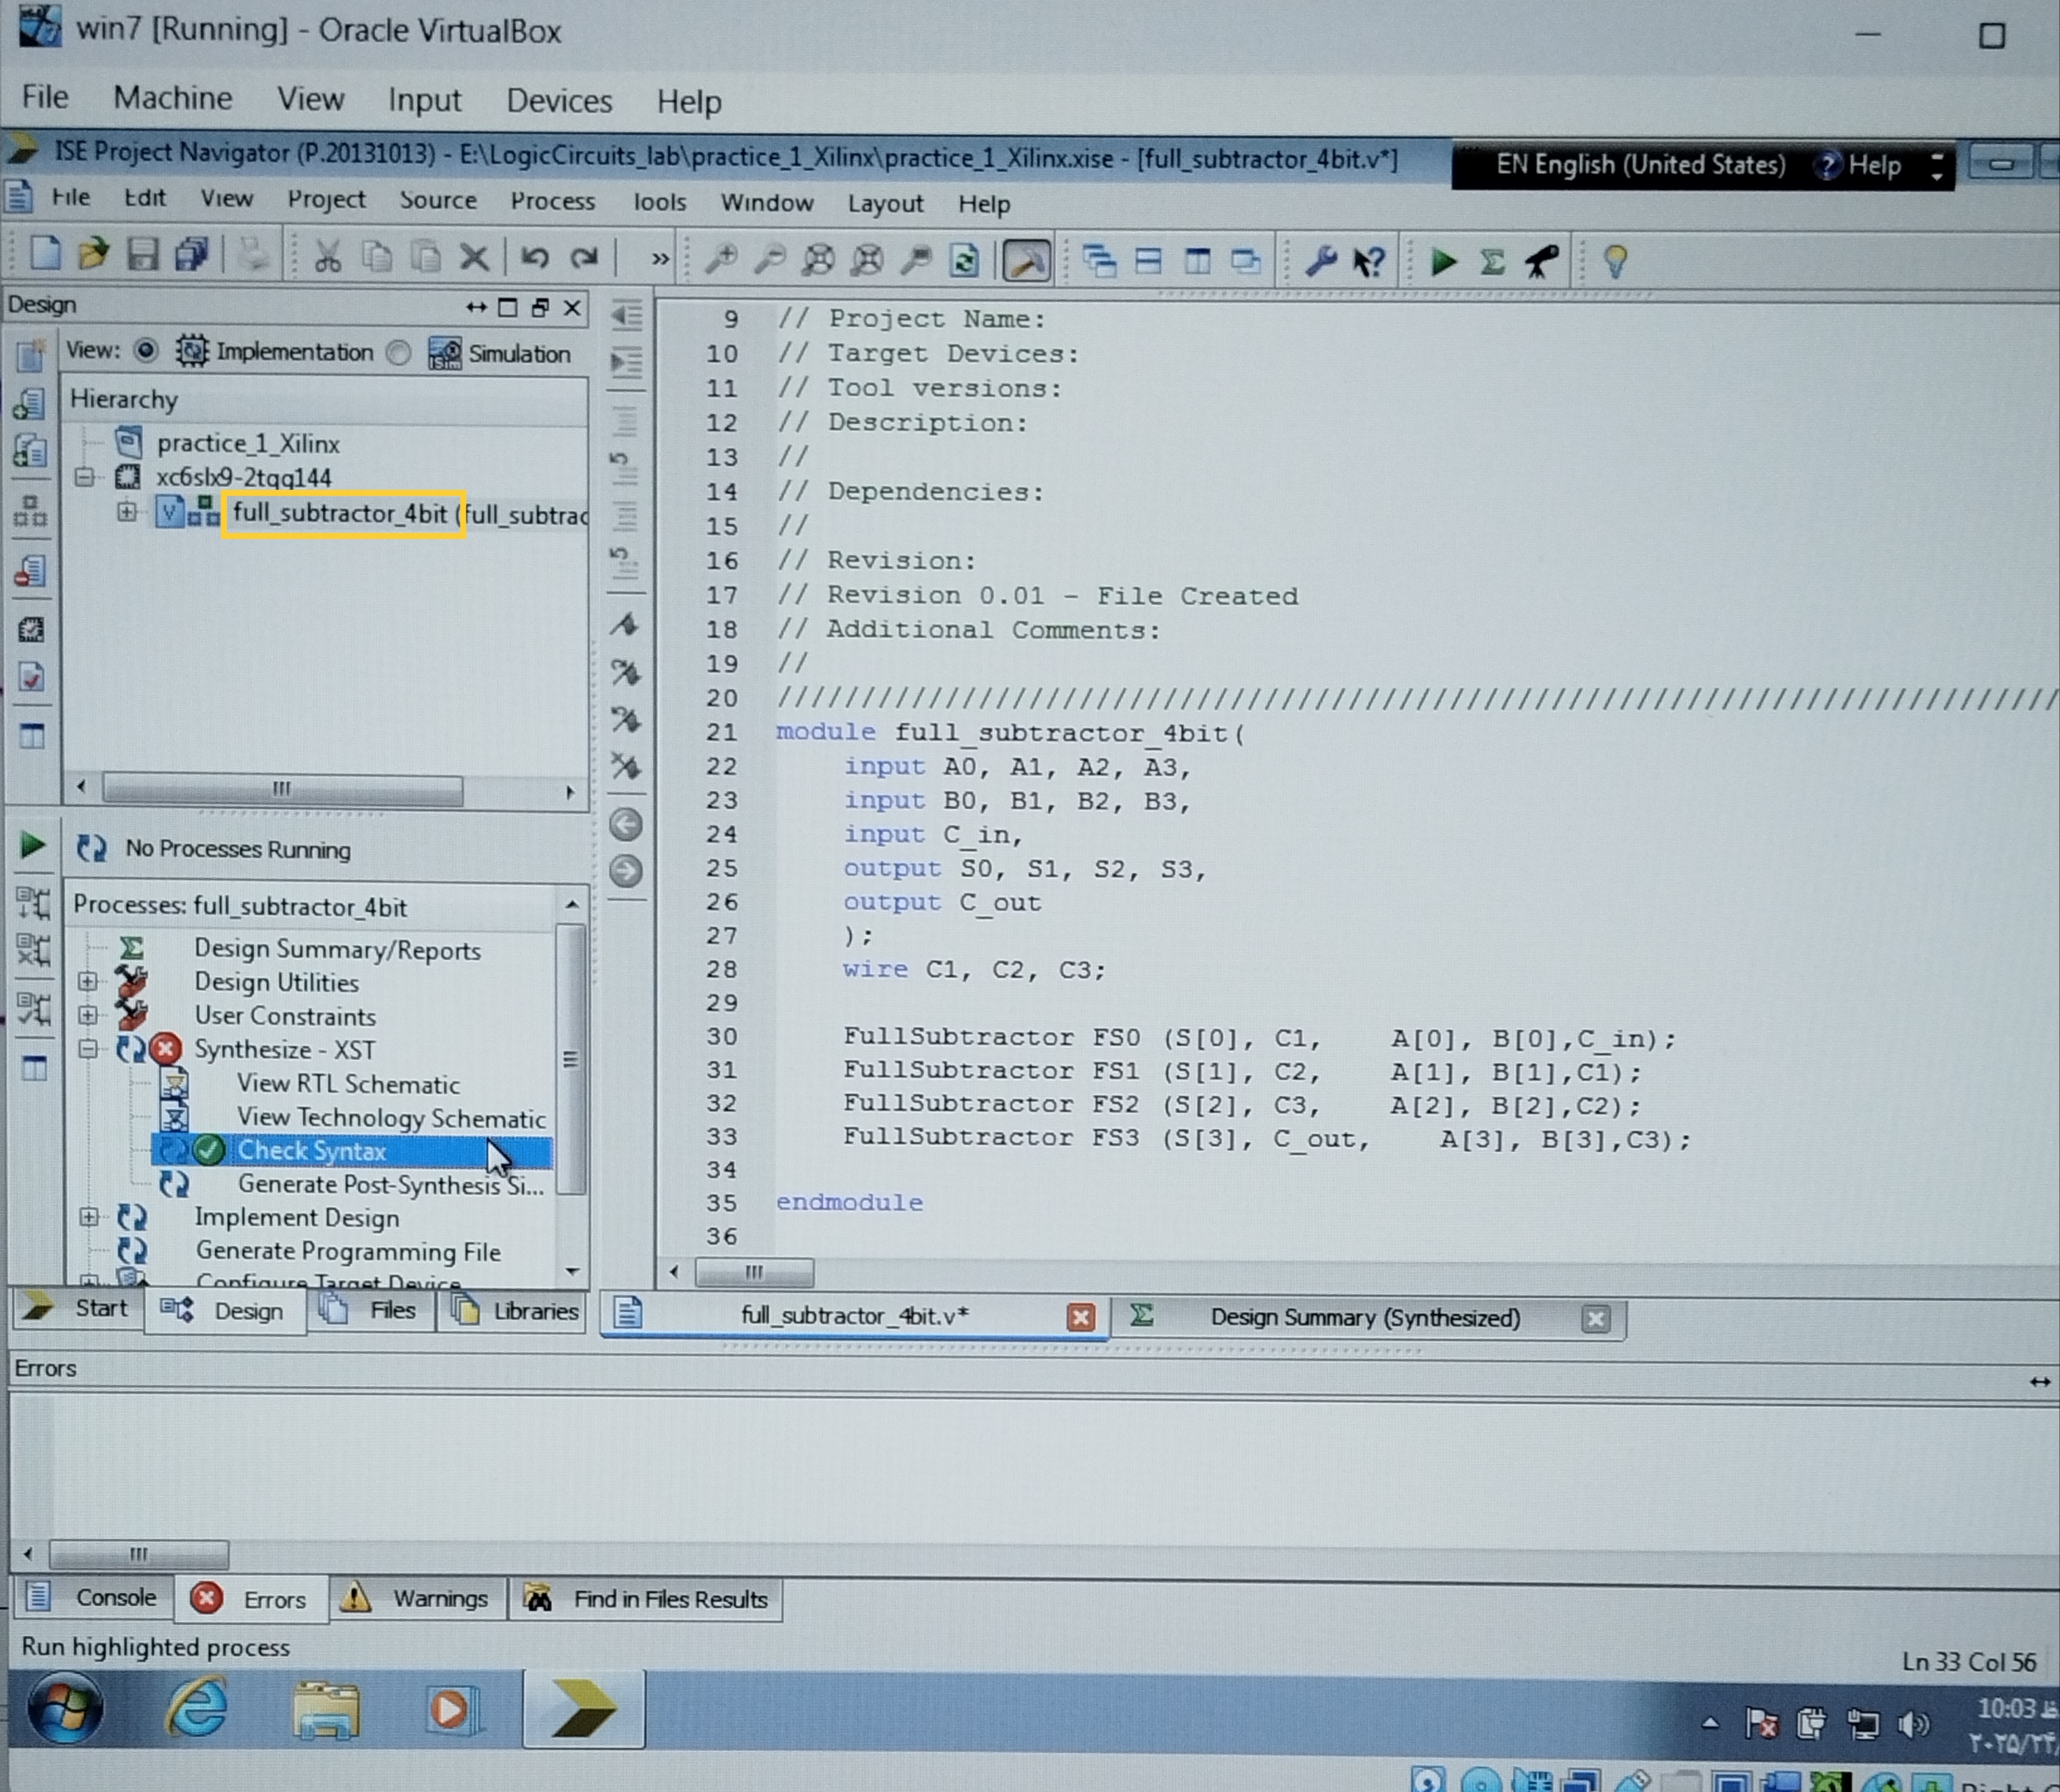 win7 [Running] - Oracle VirtualBox
File Machine View Input Devices Help
ISE Project Navigator (P.20131013) - E:\LogicCircuits_lab\practice_1_Xilinx\practice_1_Xilinx.xise - [full_subtractor_4bit.v*]
EN English (United States) Help
File Edit View Project Source Process Tools Window Layout Help
Design
View: Implementation Simulation
Hierarchy
practice_1_Xilinx
xc6slx9-2tqg144
full_subtractor_4bit (full_subtrac
No Processes Running
Processes: full_subtractor_4bit
Design Summary/Reports
Design Utilities
User Constraints
Synthesize - XST
View RTL Schematic
View Technology Schematic
Check Syntax
Generate Post-Synthesis Si...
Implement Design
Generate Programming File
Configure Target Device
Start Design Files Libraries
9 // Project Name:
10 // Target Devices:
11 // Tool versions:
12 // Description:
13 //
14 // Dependencies:
15 //
16 // Revision:
17 // Revision 0.01 - File Created
18 // Additional Comments:
19 //
20 ////////////////////////////////////////////////////////////////////////////
21 module full_subtractor_4bit(
22 input A0, A1, A2, A3,
23 input B0, B1, B2, B3,
24 input C_in,
25 output S0, S1, S2, S3,
26 output C_out
27 );
28 wire C1, C2, C3;
29
30 FullSubtractor FS0 (S[0], C1, A[0], B[0],C_in);
31 FullSubtractor FS1 (S[1], C2, A[1], B[1],C1);
32 FullSubtractor FS2 (S[2], C3, A[2], B[2],C2);
33 FullSubtractor FS3 (S[3], C_out, A[3], B[3],C3);
34
35 endmodule
36
full_subtractor_4bit.v* Design Summary (Synthesized)
Errors
Console Errors Warnings Find in Files Results
Run highlighted process
Ln 33 Col 56
10:03